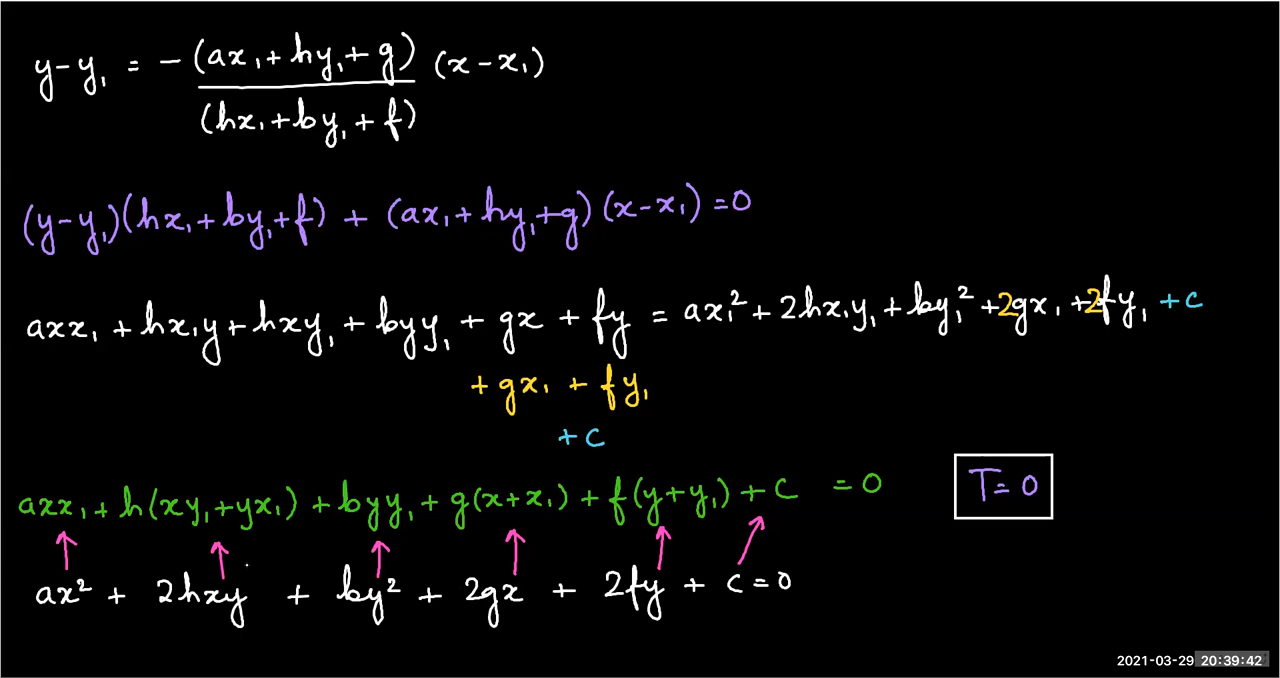 y-y₁ = -(ax₁+hy₁+g)/(hx₁+by₁+f) (x-x₁)
(y-y₁)(hx₁+by₁+f) + (ax₁+hy₁+g)(x-x₁)=0
axx₁ + hx₁y + hxy₁ + byy₁ + gx + fy = ax₁² + 2hx₁y₁ + by₁² + 2gx₁ + 2fy₁ + c
+ gx₁ + fy₁
+ c
axx₁ + h(xy₁+yx₁) + byy₁ + g(x+x₁) + f(y+y₁) + c = 0
T=0
ax² + 2hxy + by² + 2gx + 2fy + c=0
2021-03-29 20:39:42